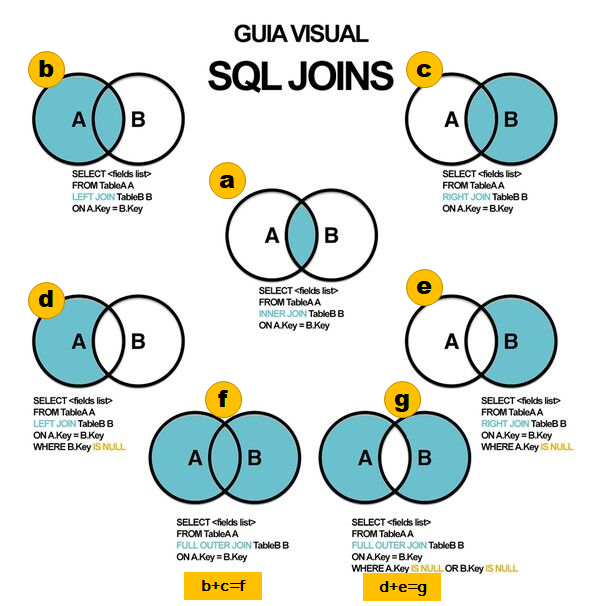 GUIA VISUAL
SQL JOINS
b
A B
SELECT <fields list>
FROM TableA A
LEFT JOIN TableB B
ON A.Key = B.Key
c
A B
SELECT <fields list>
FROM TableA A
RIGHT JOIN TableB B
ON A.Key = B.Key
a
A B
SELECT <fields list>
FROM TableA A
INNER JOIN TableB B
ON A.Key = B.Key
d
A B
SELECT <fields list>
FROM TableA A
LEFT JOIN TableB B
ON A.Key = B.Key
WHERE B.Key IS NULL
e
A B
SELECT <fields list>
FROM TableA A
RIGHT JOIN TableB B
ON A.Key = B.Key
WHERE A.Key IS NULL
f
A B
SELECT <fields list>
FROM TableA A
FULL OUTER JOIN TableB B
ON A.Key = B.Key
b+c=f
g
A B
SELECT <fields list>
FROM TableA A
FULL OUTER JOIN TableB B
ON A.Key = B.Key
WHERE A.Key IS NULL OR B.Key IS NULL
d+e=g